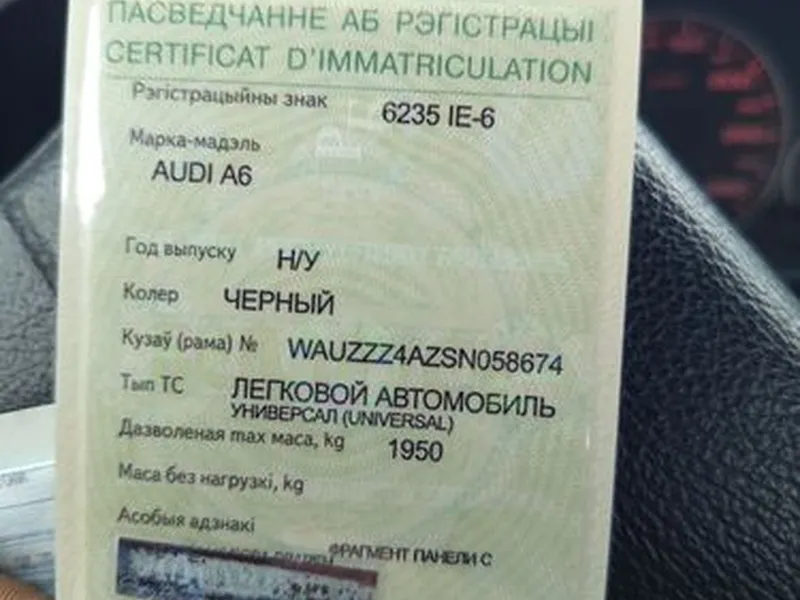 ПАСВЕДЧАННЕ АБ РЭГІСТРАЦЫІ
CERTIFICAT D'IMMATRICULATION
Рэгістрацыйны знак 6235 IE-6
Марка-мадэль
AUDI A6
Год выпуску Н/У
Колер ЧЕРНЫЙ
Кузаў (рама) № WAUZZZ4AZSN058674
Тып ТС ЛЕГКОВОЙ АВТОМОБИЛЬ
УНИВЕРСАЛ (UNIVERSAL)
Дазволеная max маса, kg 1950
Маса без нагрузкі, kg
Асобыя адзнакі
ФРАГМЕНТ ПАНЕЛИ С